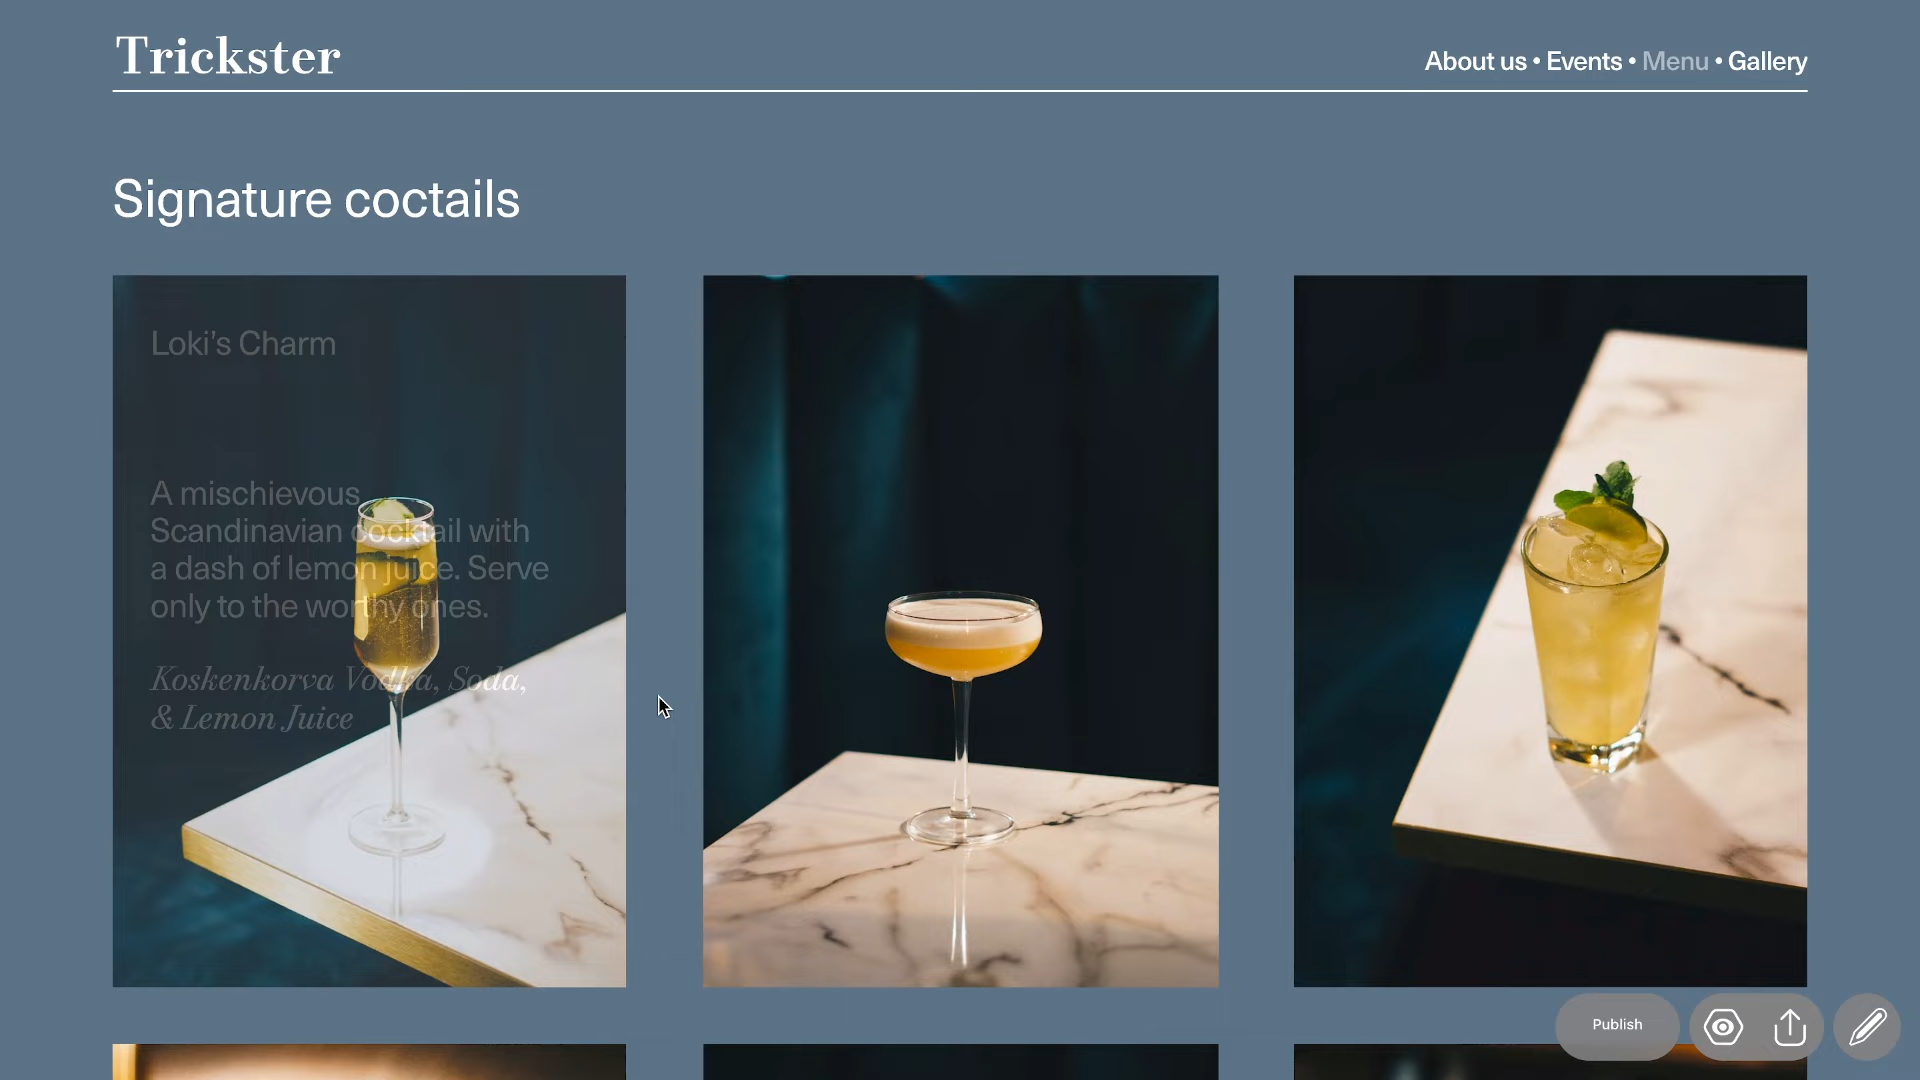 Trickster
About us • Events • Menu • Gallery
Signature coctails
Loki’s Charm
A mischievous
Scandinavian cocktail with
a dash of lemon juice. Serve
only to the worthy ones.
Koskenkorva Vodka, Soda,
& Lemon Juice
Publish